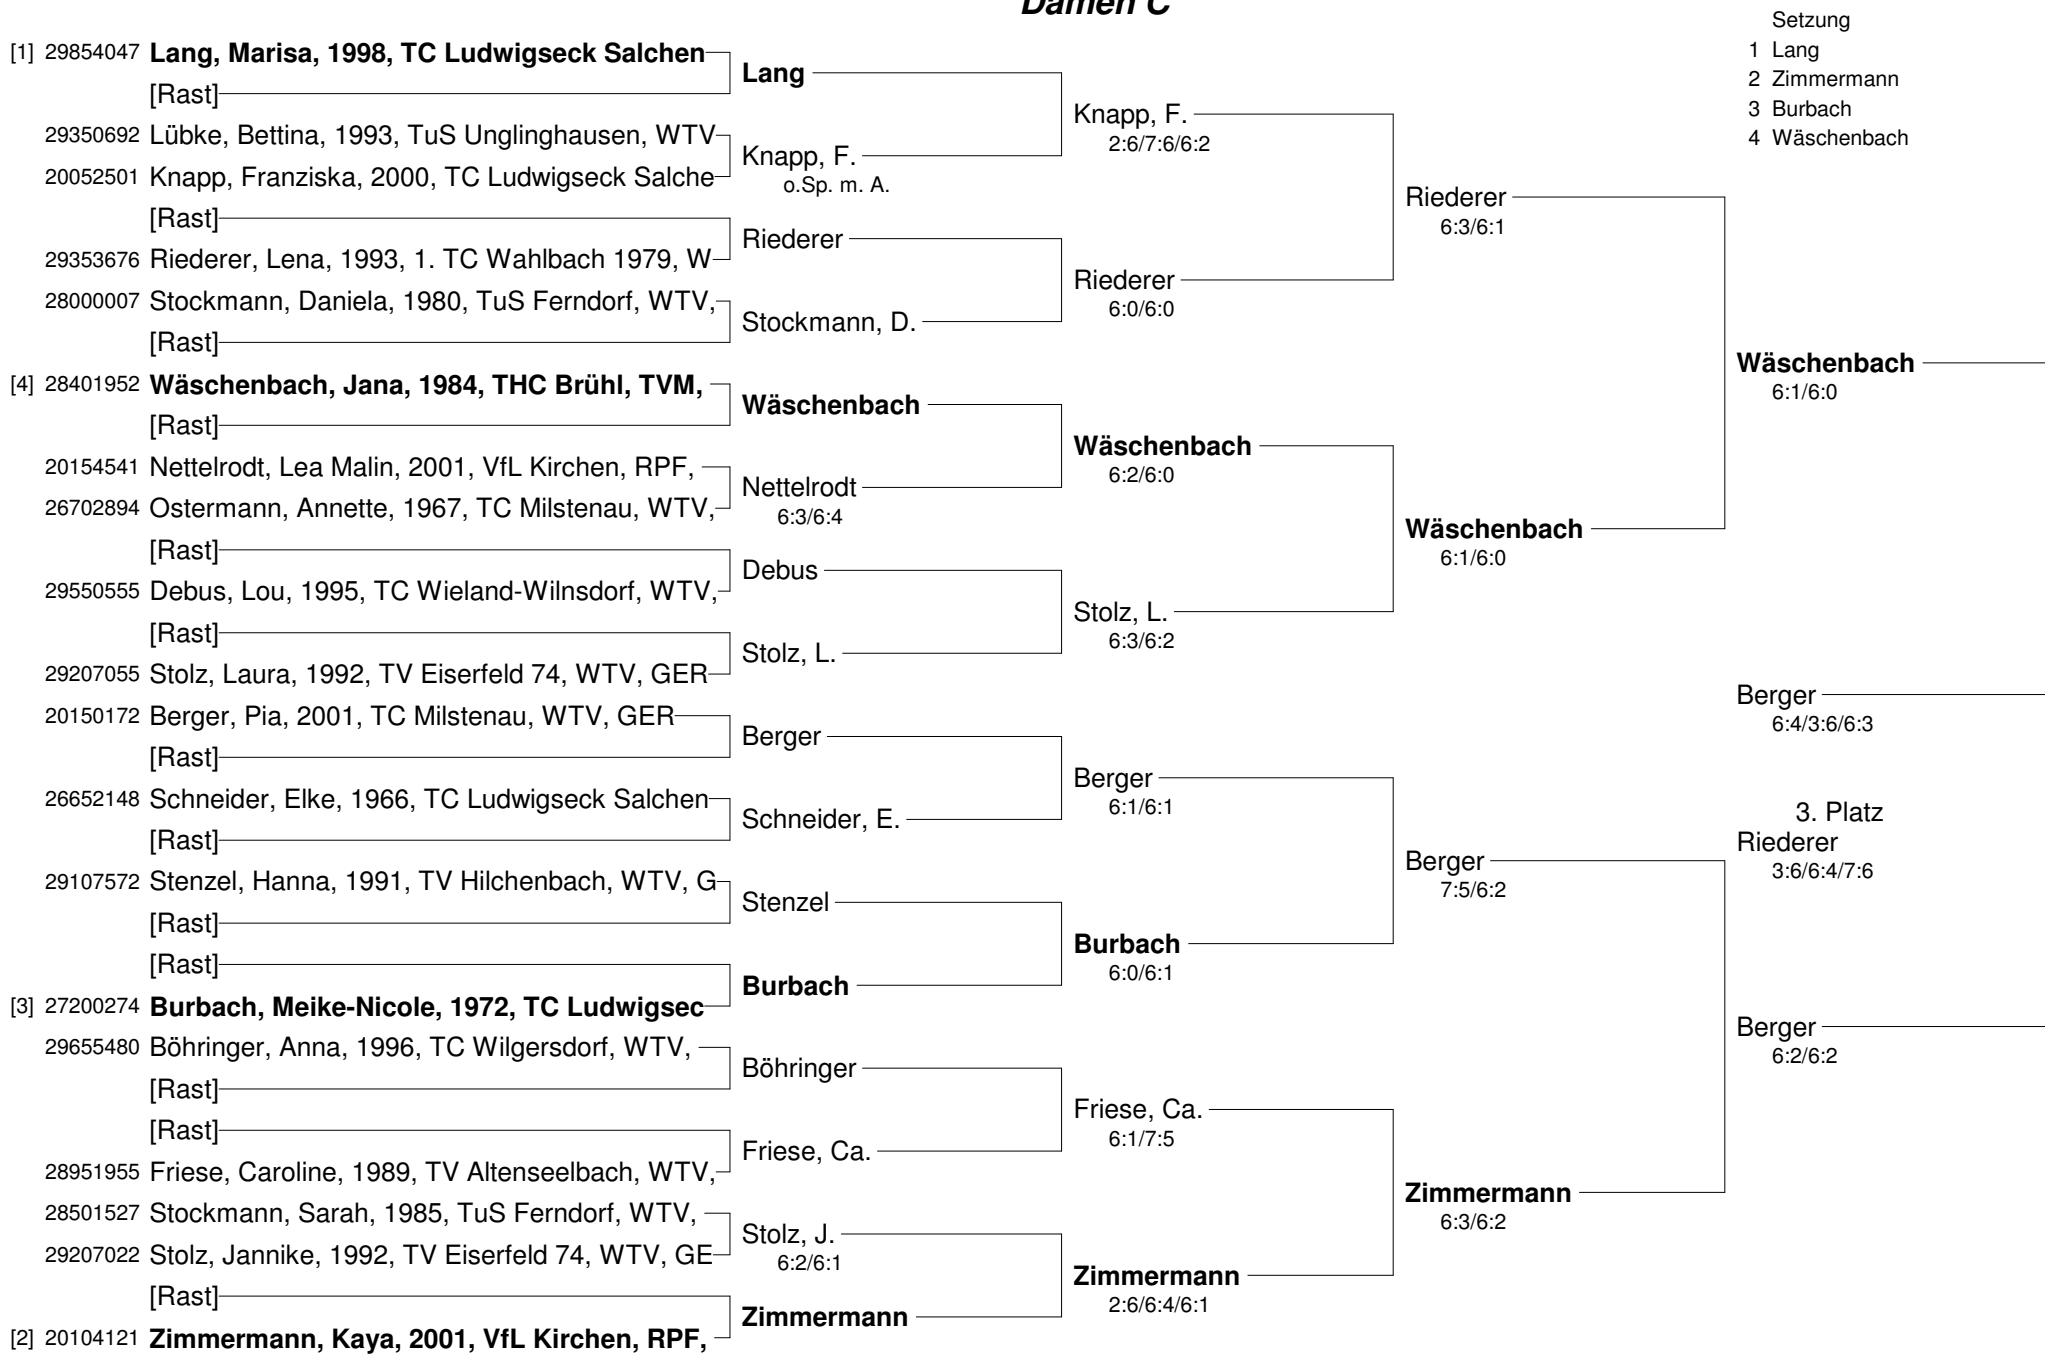 Damen C
Setzung
1 Lang
2 Zimmermann
3 Burbach
4 Wäschenbach
[1] 29854047 Lang, Marisa, 1998, TC Ludwigseck Salchen
[Rast]
29350692 Lübke, Bettina, 1993, TuS Unglinghausen, WTV
20052501 Knapp, Franziska, 2000, TC Ludwigseck Salche
[Rast]
29353676 Riederer, Lena, 1993, 1. TC Wahlbach 1979, W
28000007 Stockmann, Daniela, 1980, TuS Ferndorf, WTV,
[Rast]
[4] 28401952 Wäschenbach, Jana, 1984, THC Brühl, TVM,
[Rast]
20154541 Nettelrodt, Lea Malin, 2001, VfL Kirchen, RPF,
26702894 Ostermann, Annette, 1967, TC Milstenau, WTV,
[Rast]
29550555 Debus, Lou, 1995, TC Wieland-Wilnsdorf, WTV,
[Rast]
29207055 Stolz, Laura, 1992, TV Eiserfeld 74, WTV, GER
20150172 Berger, Pia, 2001, TC Milstenau, WTV, GER
[Rast]
26652148 Schneider, Elke, 1966, TC Ludwigseck Salchen
[Rast]
29107572 Stenzel, Hanna, 1991, TV Hilchenbach, WTV, G
[Rast]
[Rast]
[3] 27200274 Burbach, Meike-Nicole, 1972, TC Ludwigsec
29655480 Böhringer, Anna, 1996, TC Wilgersdorf, WTV,
[Rast]
[Rast]
28951955 Friese, Caroline, 1989, TV Altenseelbach, WTV,
28501527 Stockmann, Sarah, 1985, TuS Ferndorf, WTV,
29207022 Stolz, Jannike, 1992, TV Eiserfeld 74, WTV, GE
[Rast]
[2] 20104121 Zimmermann, Kaya, 2001, VfL Kirchen, RPF,
Lang
Knapp, F.
o.Sp. m. A.
Riederer
Stockmann, D.
Wäschenbach
Nettelrodt
6:3/6:4
Debus
Stolz, L.
Berger
Schneider, E.
Stenzel
Burbach
Böhringer
Friese, Ca.
Stolz, J.
6:2/6:1
Zimmermann
Knapp, F.
2:6/7:6/6:2
Riederer
6:0/6:0
Wäschenbach
6:2/6:0
Stolz, L.
6:3/6:2
Berger
6:1/6:1
Burbach
6:0/6:1
Friese, Ca.
6:1/7:5
Zimmermann
2:6/6:4/6:1
Riederer
6:3/6:1
Wäschenbach
6:1/6:0
Berger
7:5/6:2
Zimmermann
6:3/6:2
Wäschenbach
6:1/6:0
Berger
6:4/3:6/6:3
3. Platz
Riederer
3:6/6:4/7:6
Berger
6:2/6:2